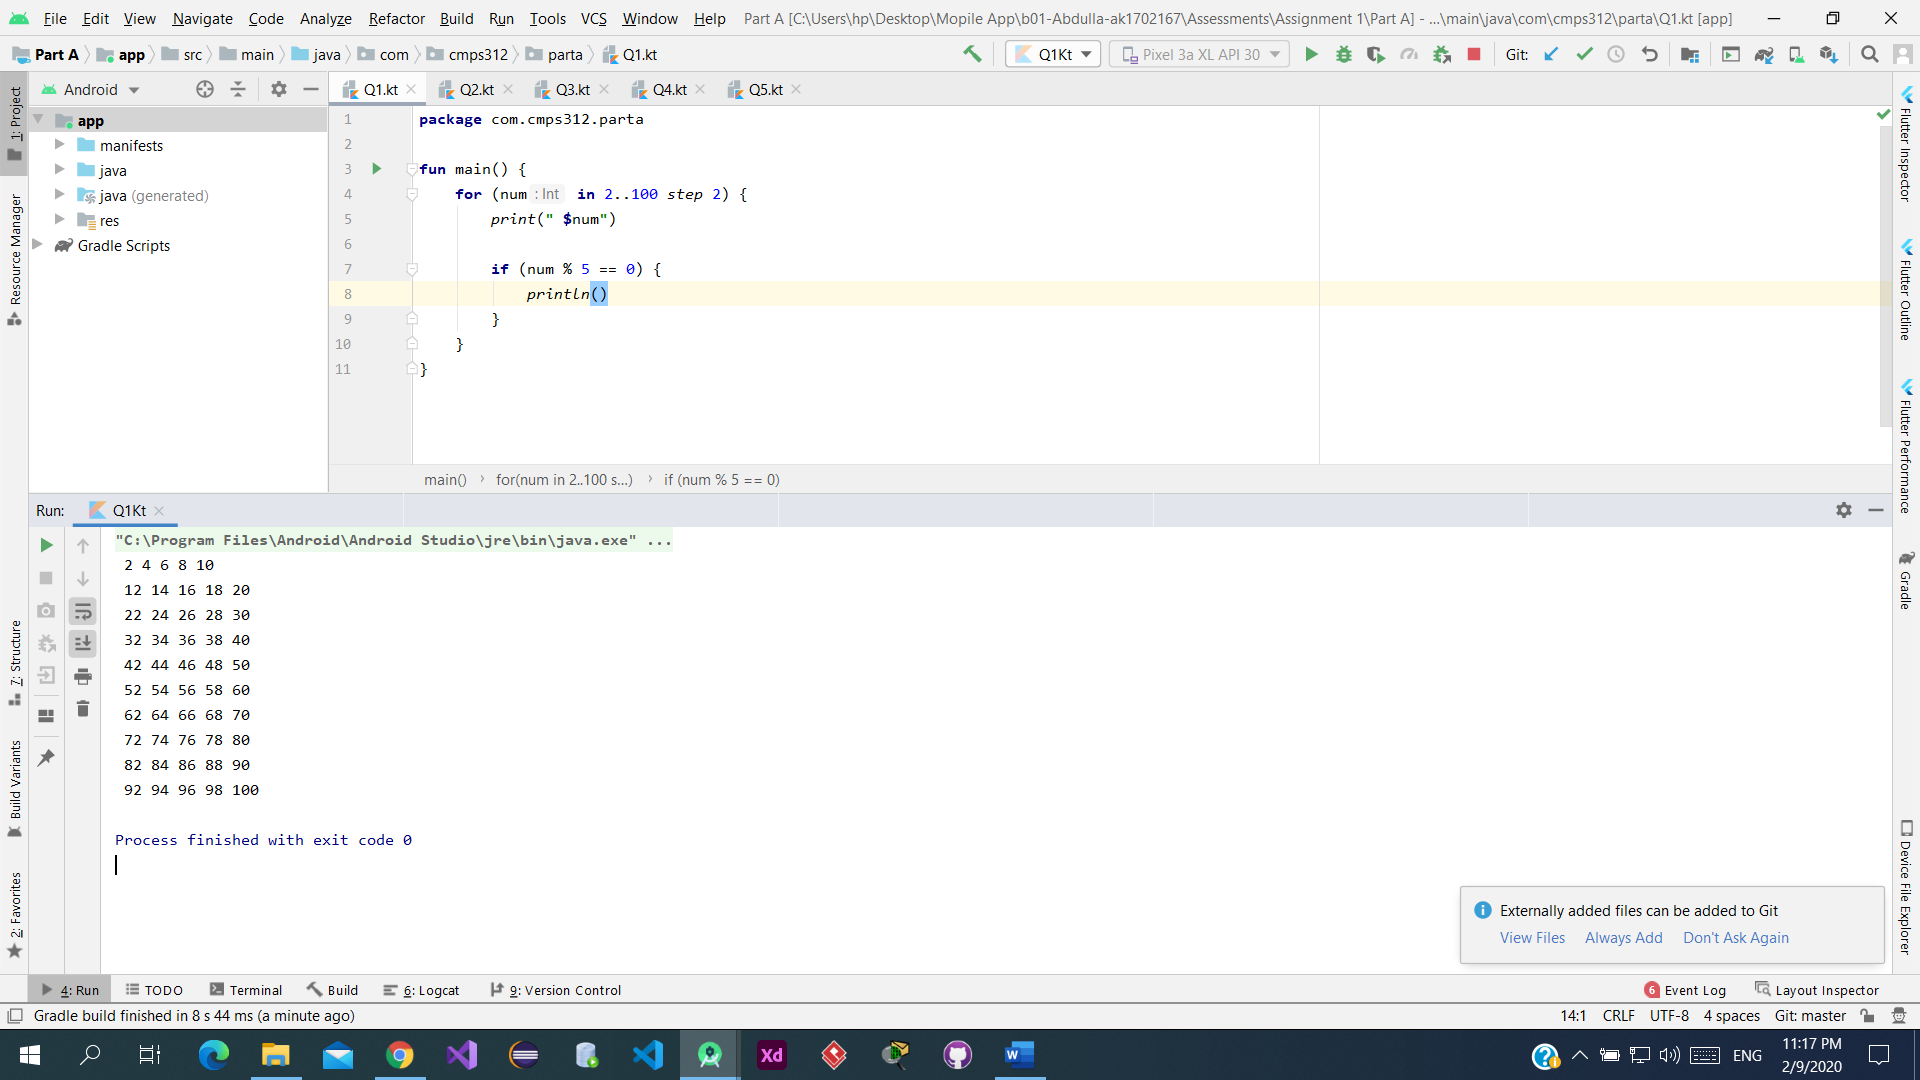 File Edit View Navigate Code Analyze Refactor Build Run Tools VCS Window Help Part A [C:\Users\hp\Desktop\Mopile App\b01-Abdulla-ak1702167\Assessments\Assignment 1\Part A] - ...\main\java\com\cmps312\parta\Q1.kt [app]
Part A app src main java com cmps312 parta Q1.kt Q1Kt Pixel 3a XL API 30 Git:
Android Q1.kt Q2.kt Q3.kt Q4.kt Q5.kt
1: Project
Resource Manager
7: Structure
Build Variants
2: Favorites
app
manifests
java
java (generated)
res
Gradle Scripts
1 package com.cmps312.parta
2
3 fun main() {
4 for (num : Int in 2..100 step 2) {
5 print(" $num")
6
7 if (num % 5 == 0) {
8 println()
9 }
10 }
11 }
main() › for(num in 2..100 s...) › if (num % 5 == 0)
Flutter Inspector
Flutter Outline
Flutter Performance
Gradle
Device File Explorer
Run: Q1Kt
"C:\Program Files\Android\Android Studio\jre\bin\java.exe" ...
2 4 6 8 10
12 14 16 18 20
22 24 26 28 30
32 34 36 38 40
42 44 46 48 50
52 54 56 58 60
62 64 66 68 70
72 74 76 78 80
82 84 86 88 90
92 94 96 98 100
Process finished with exit code 0
Externally added files can be added to Git
View Files Always Add Don't Ask Again
4: Run TODO Terminal Build 6: Logcat 9: Version Control 6 Event Log Layout Inspector
Gradle build finished in 8 s 44 ms (a minute ago) 14:1 CRLF UTF-8 4 spaces Git: master
Xd ENG 11:17 PM
2/9/2020